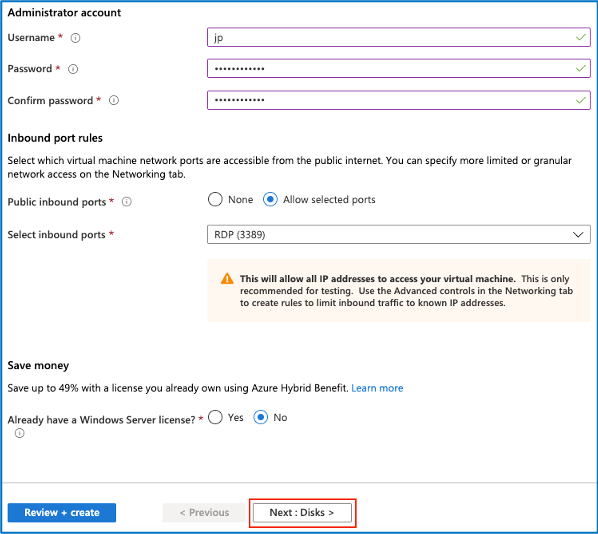 Administrator account
Username *
jp
Password *
••••••••••••
Confirm password *
••••••••••••
Inbound port rules
Select which virtual machine network ports are accessible from the public internet. You can specify more limited or granular
network access on the Networking tab.
Public inbound ports *
None Allow selected ports
Select inbound ports *
RDP (3389)
This will allow all IP addresses to access your virtual machine. This is only
recommended for testing. Use the Advanced controls in the Networking tab
to create rules to limit inbound traffic to known IP addresses.
Save money
Save up to 49% with a license you already own using Azure Hybrid Benefit. Learn more
Already have a Windows Server license? * Yes No
Review + create < Previous Next : Disks >